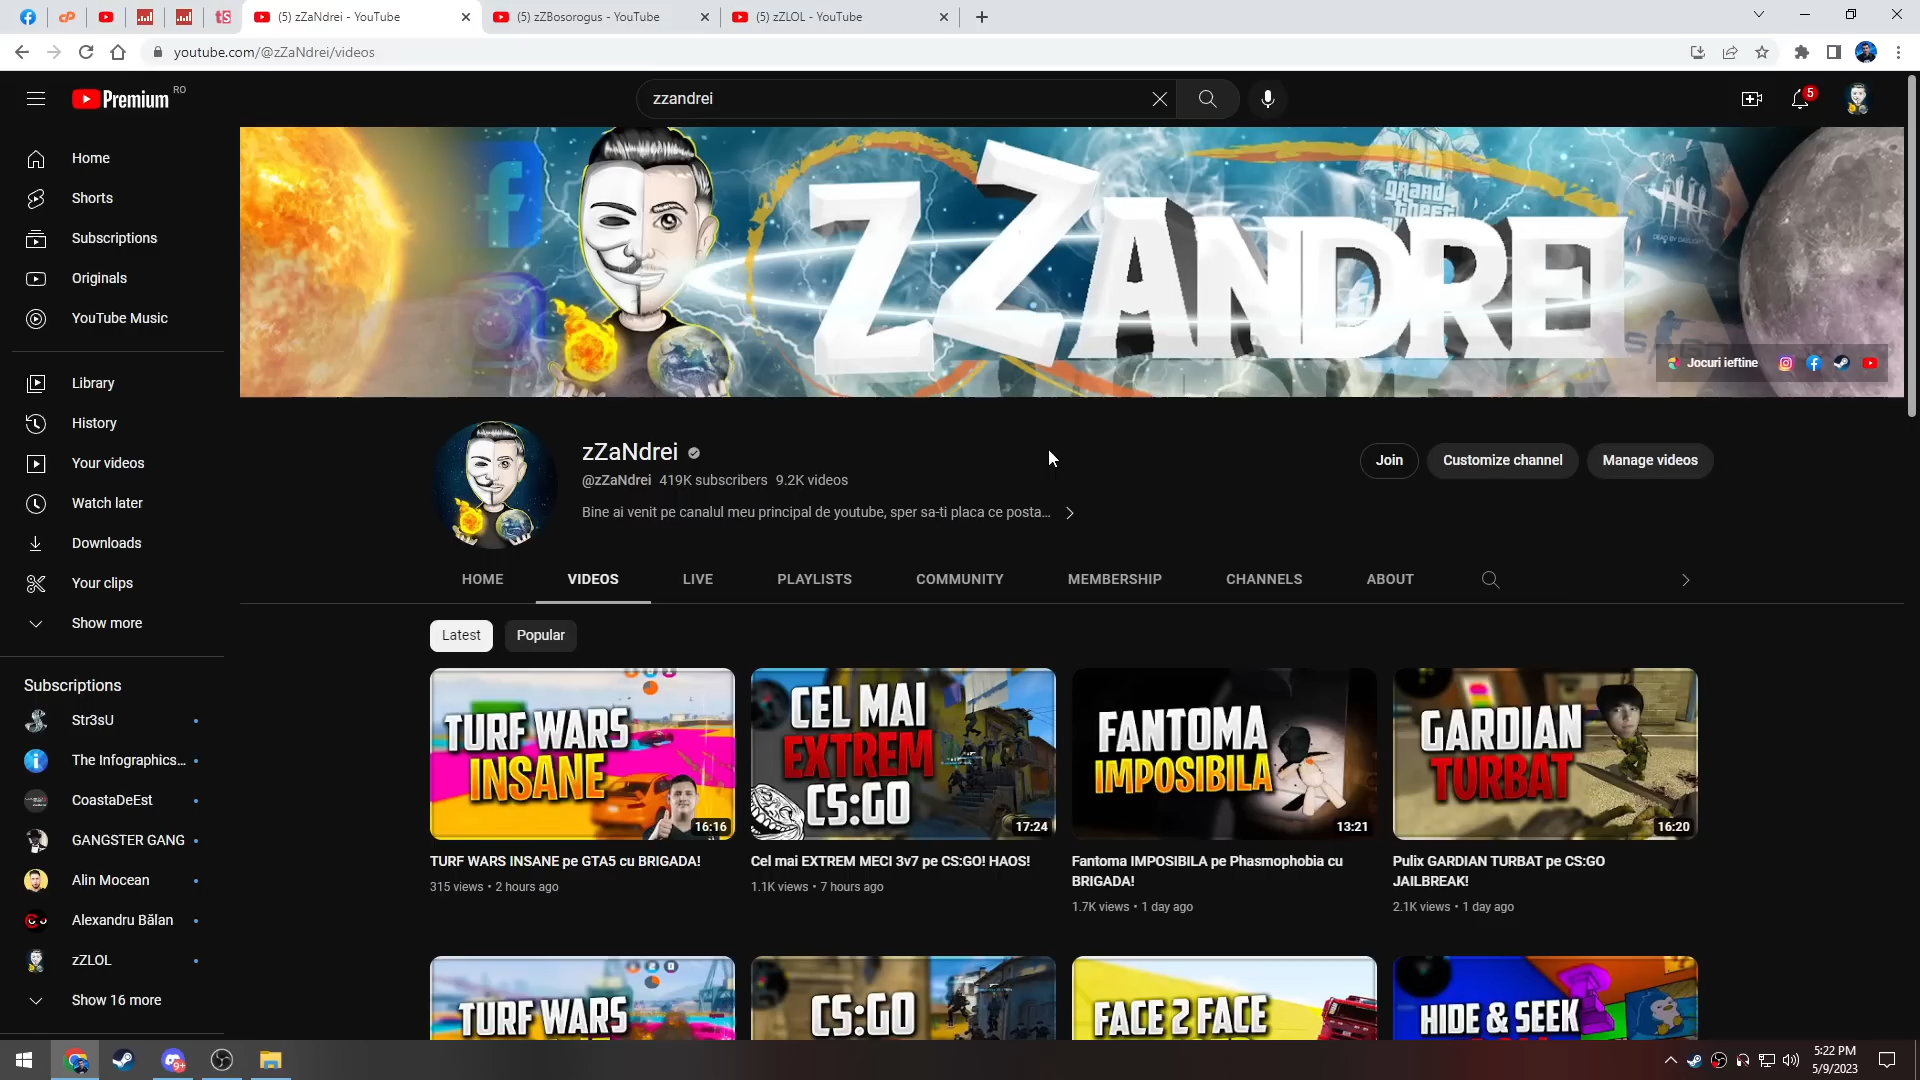 (5) zZaNdrei - YouTube
(5) zZBosorogus - YouTube
(5) zZLOL - YouTube
youtube.com/@zZaNdrei/videos
Premium RO
zzandrei
5
Home
Shorts
Subscriptions
Originals
YouTube Music
Library
History
Your videos
Watch later
Downloads
Your clips
Show more
Subscriptions
Str3sU
The Infographics...
CoastaDeEst
GANGSTER GANG
Alin Mocean
Alexandru Bălan
zZLOL
Show 16 more
ZZANDREI
grand
theft
DEAD BY DAYLIGHT
Jocuri ieftine
zZaNdrei
@zZaNdrei 419K subscribers 9.2K videos
Bine ai venit pe canalul meu principal de youtube, sper sa-ti placa ce posta...
Join
Customize channel
Manage videos
HOME
VIDEOS
LIVE
PLAYLISTS
COMMUNITY
MEMBERSHIP
CHANNELS
ABOUT
Latest
Popular
TURF WARS
INSANE
16:16
TURF WARS INSANE pe GTA5 cu BRIGADA!
315 views • 2 hours ago
CEL MAI
EXTREM
CS:GO
17:24
Cel mai EXTREM MECI 3v7 pe CS:GO! HAOS!
1.1K views • 7 hours ago
FANTOMA
IMPOSIBILA
13:21
Fantoma IMPOSIBILA pe Phasmophobia cu
BRIGADA!
1.7K views • 1 day ago
GARDIAN
TURBAT
16:20
Pulix GARDIAN TURBAT pe CS:GO
JAILBREAK!
2.1K views • 1 day ago
TURF WARS
CS:GO
FACE 2 FACE
HIDE & SEEK
9+
5:22 PM
5/9/2023